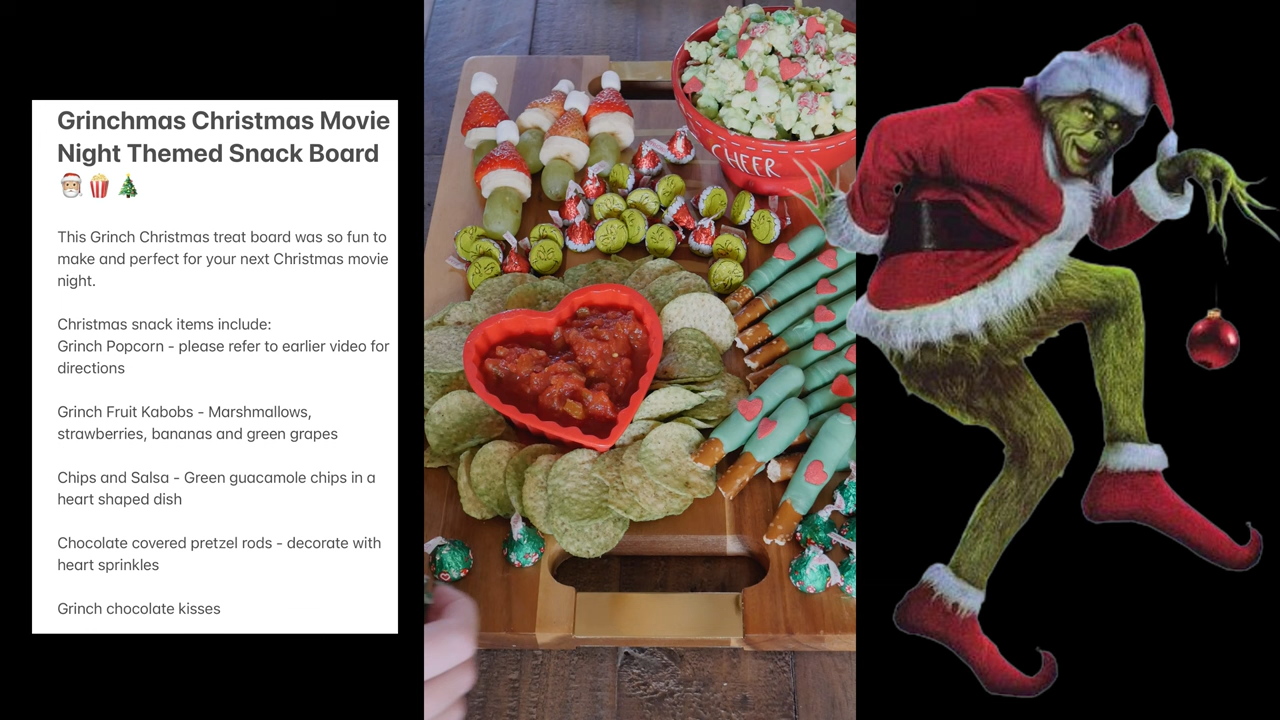 Grinchmas Christmas Movie
Night Themed Snack Board
🎅🏼🍿🎄
This Grinch Christmas treat board was so fun to
make and perfect for your next Christmas movie
night.
Christmas snack items include:
Grinch Popcorn - please refer to earlier video for
directions
Grinch Fruit Kabobs - Marshmallows,
strawberries, bananas and green grapes
Chips and Salsa - Green guacamole chips in a
heart shaped dish
Chocolate covered pretzel rods - decorate with
heart sprinkles
Grinch chocolate kisses
CHEER